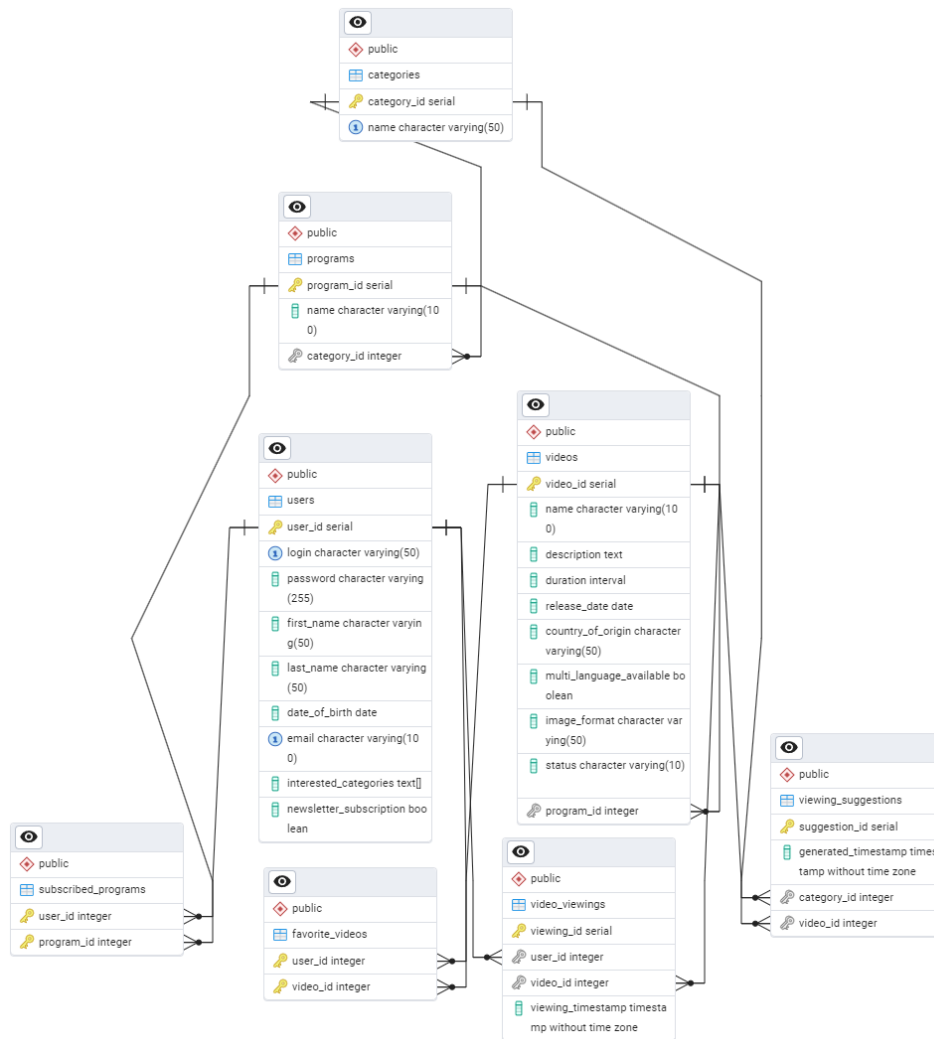 public
categories
category_id serial
name character varying(50)
public
programs
program_id serial
name character varying(10
0)
category_id integer
public
users
user_id serial
login character varying(50)
password character varying
(255)
first_name character varyin
g(50)
last_name character varying
(50)
date_of_birth date
email character varying(10
0)
interested_categories text[]
newsletter_subscription boo
lean
public
videos
video_id serial
name character varying(10
0)
description text
duration interval
release_date date
country_of_origin character
varying(50)
multi_language_available bo
olean
image_format character var
ying(50)
status character varying(10)
program_id integer
public
viewing_suggestions
suggestion_id serial
generated_timestamp times
tamp without time zone
category_id integer
video_id integer
public
subscribed_programs
user_id integer
program_id integer
public
favorite_videos
user_id integer
video_id integer
public
video_viewings
viewing_id serial
user_id integer
video_id integer
viewing_timestamp timesta
mp without time zone